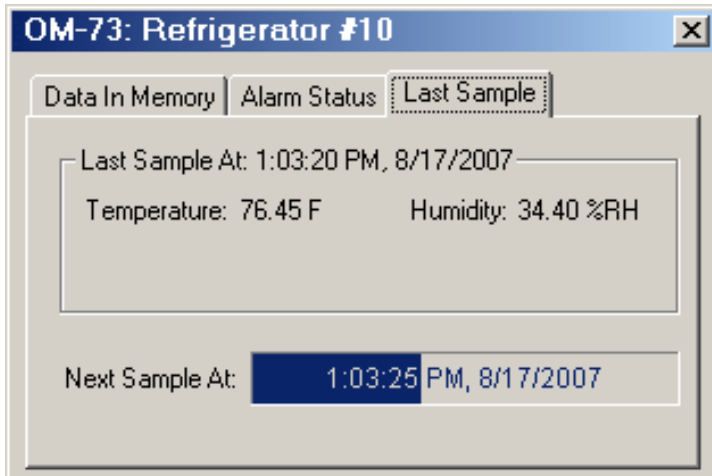 OM-73: Refrigerator #10
Data In Memory Alarm Status Last Sample
Last Sample At: 1:03:20 PM, 8/17/2007
Temperature: 76.45 F Humidity: 34.40 %RH
Next Sample At: 1:03:25 PM, 8/17/2007